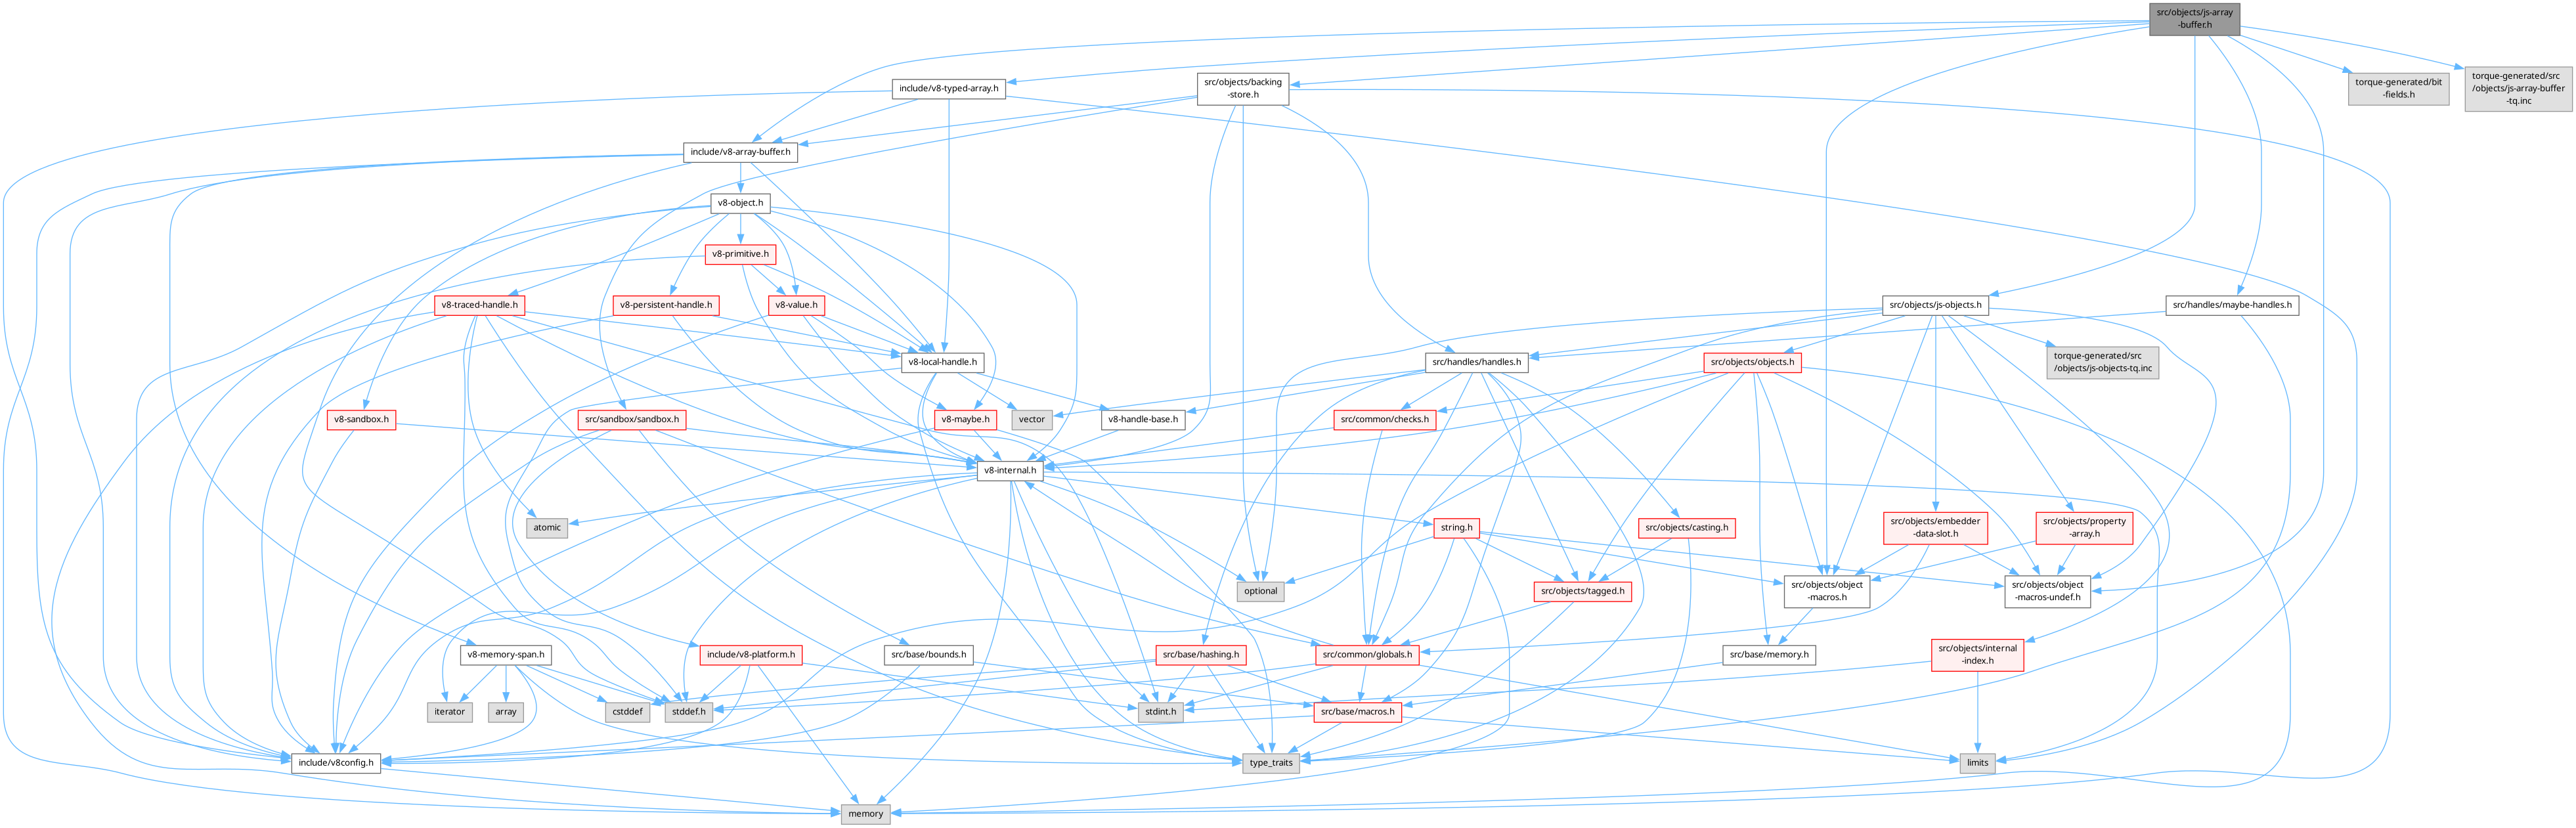 src/objects/js-array
-buffer.h
include/v8-typed-array.h
src/objects/backing
-store.h
torque-generated/bit
-fields.h
torque-generated/src
/objects/js-array-buffer
-tq.inc
include/v8-array-buffer.h
v8-object.h
v8-primitive.h
v8-traced-handle.h
v8-persistent-handle.h
v8-value.h
src/objects/js-objects.h
src/handles/maybe-handles.h
v8-local-handle.h
src/handles/handles.h
src/objects/objects.h
torque-generated/src
/objects/js-objects-tq.inc
v8-sandbox.h
src/sandbox/sandbox.h
v8-maybe.h
vector
v8-handle-base.h
src/common/checks.h
v8-internal.h
atomic
string.h
src/objects/casting.h
src/objects/embedder
-data-slot.h
src/objects/property
-array.h
optional
src/objects/tagged.h
src/objects/object
-macros.h
src/objects/object
-macros-undef.h
v8-memory-span.h
include/v8-platform.h
src/base/bounds.h
src/base/hashing.h
src/common/globals.h
src/base/memory.h
src/objects/internal
-index.h
iterator
array
cstddef
stddef.h
stdint.h
src/base/macros.h
include/v8config.h
type_traits
limits
memory